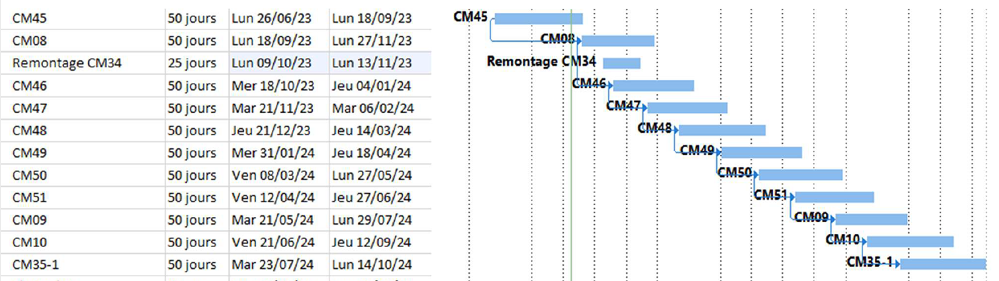 CM45 50 jours Lun 26/06/23 Lun 18/09/23 CM45
CM08 50 jours Lun 18/09/23 Lun 27/11/23 CM08
Remontage CM34 25 jours Lun 09/10/23 Lun 13/11/23 Remontage CM34
CM46 50 jours Mer 18/10/23 Jeu 04/01/24 CM46
CM47 50 jours Mar 21/11/23 Mar 06/02/24 CM47
CM48 50 jours Jeu 21/12/23 Jeu 14/03/24 CM48
CM49 50 jours Mer 31/01/24 Jeu 18/04/24 CM49
CM50 50 jours Ven 08/03/24 Lun 27/05/24 CM50
CM51 50 jours Ven 12/04/24 Jeu 27/06/24 CM51
CM09 50 jours Mar 21/05/24 Lun 29/07/24 CM09
CM10 50 jours Ven 21/06/24 Jeu 12/09/24 CM10
CM35-1 50 jours Mar 23/07/24 Lun 14/10/24 CM35-1